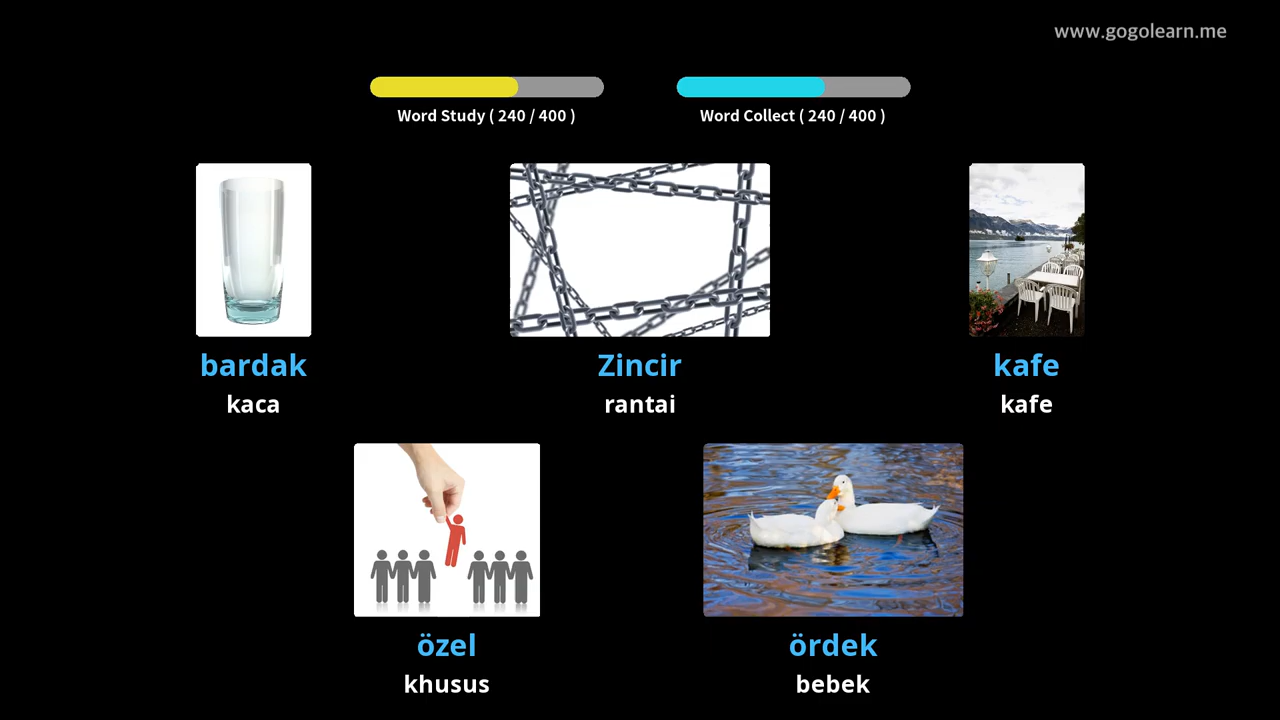 www.gogolearn.me
Word Study ( 240 / 400 )
Word Collect ( 240 / 400 )
bardak
kaca
Zincir
rantai
kafe
kafe
özel
khusus
ördek
bebek